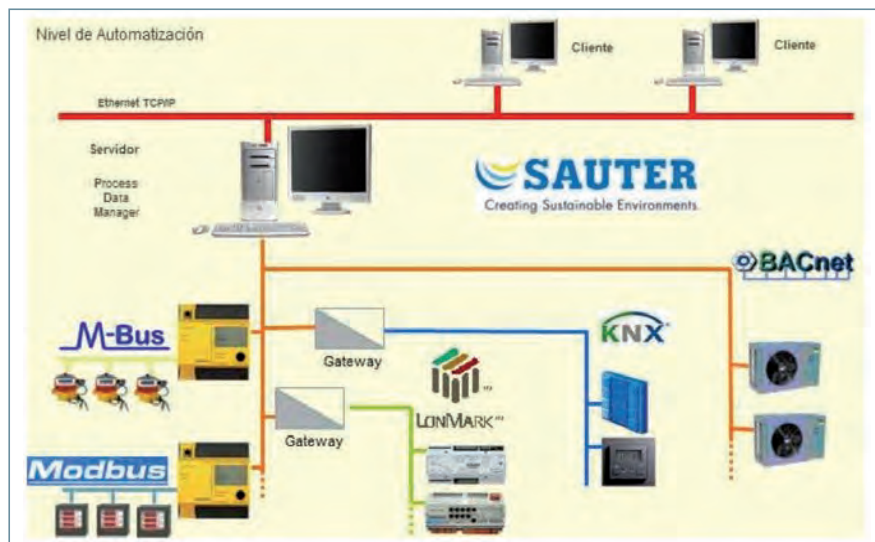 Nivel de Automatización
Cliente
Cliente
Ethernet TCP/IP
Servidor
Process
Data
Manager
SAUTER
Creating Sustainable Environments
BACnet
M-Bus
Gateway
KNX
LONMARK
Gateway
Modbus